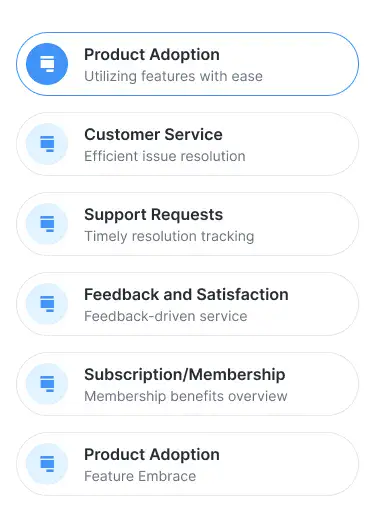 Product Adoption
Utilizing features with ease
Customer Service
Efficient issue resolution
Support Requests
Timely resolution tracking
Feedback and Satisfaction
Feedback-driven service
Subscription/Membership
Membership benefits overview
Product Adoption
Feature Embrace